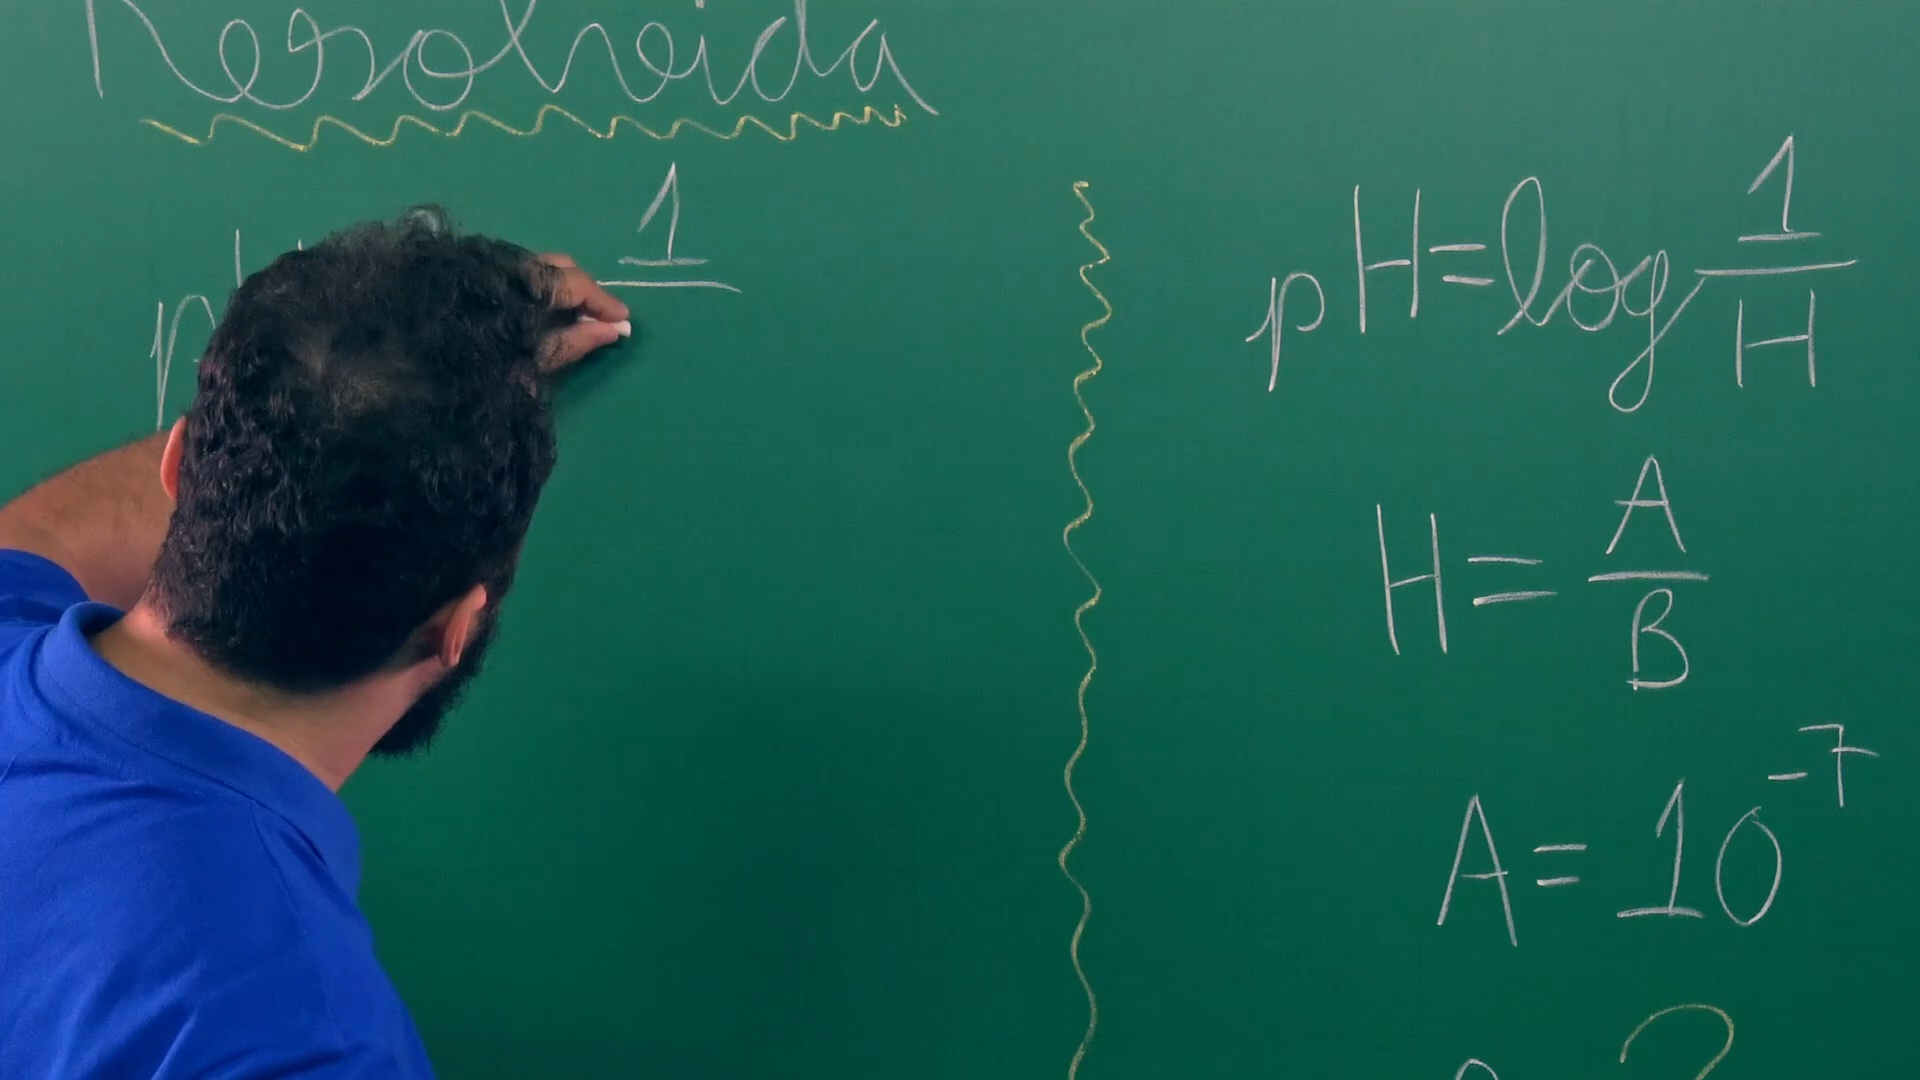 Resolvida
1
pH=log 1/H
H = A/B
A = 10^-7
?